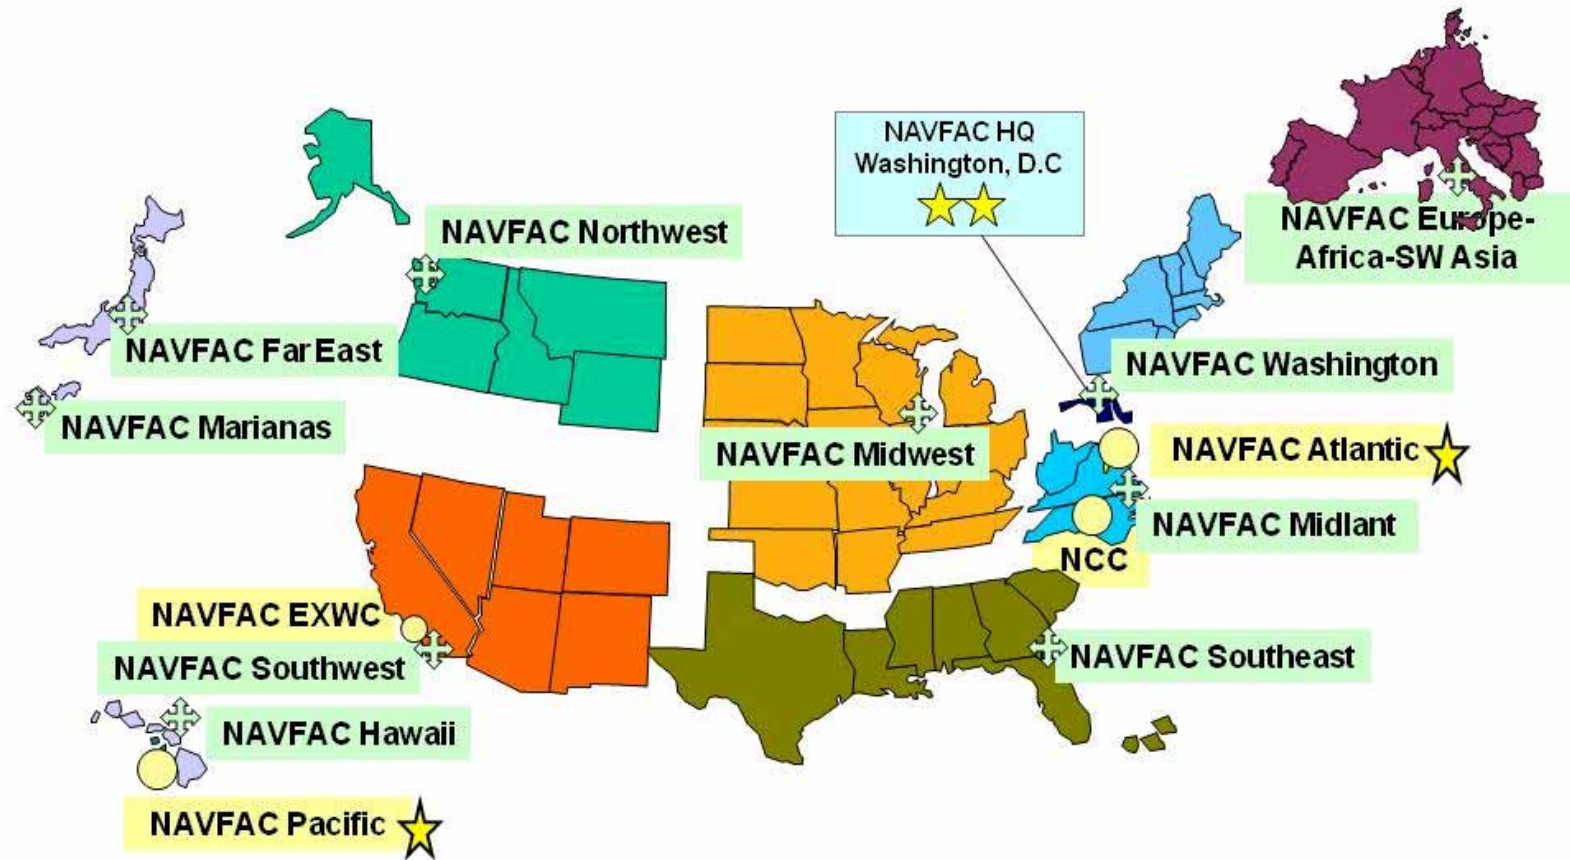 NAVFAC HQ
Washington, D.C
NAVFAC Europe-
Africa-SW Asia
NAVFAC Northwest
NAVFAC Far East
NAVFAC Marianas
NAVFAC Washington
NAVFAC Midwest
NAVFAC Atlantic
NAVFAC Midlant
NCC
NAVFAC EXWC
NAVFAC Southwest
NAVFAC Southeast
NAVFAC Hawaii
NAVFAC Pacific